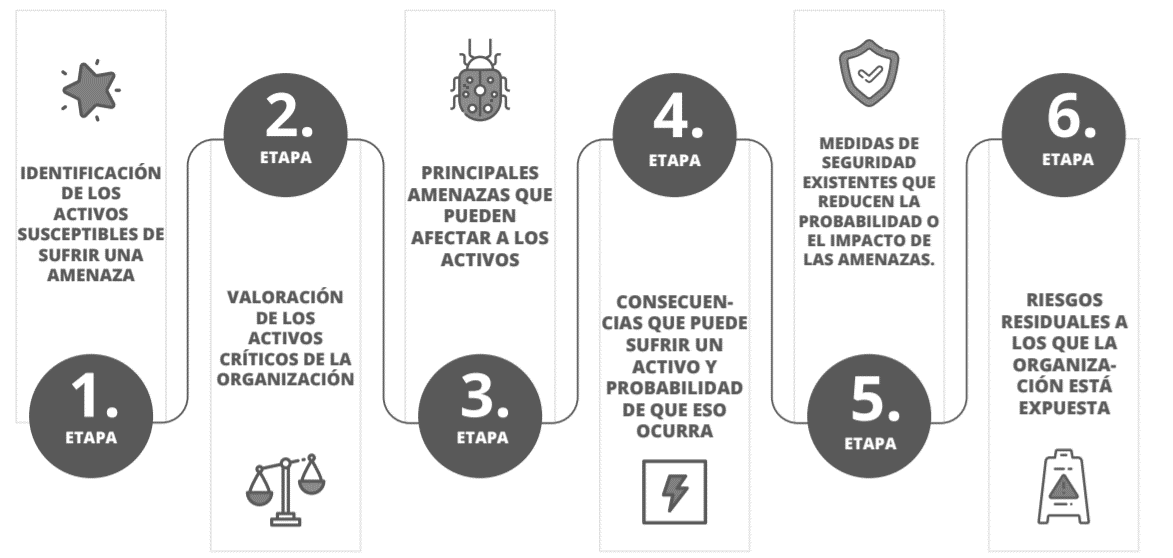 IDENTIFICACIÓN
DE LOS
ACTIVOS
SUSCEPTIBLES DE
SUFRIR UNA
AMENAZA
1.
ETAPA
2.
ETAPA
VALORACIÓN
DE LOS
ACTIVOS
CRÍTICOS DE LA
ORGANIZACIÓN
PRINCIPALES
AMENAZAS QUE
PUEDEN
AFECTAR A LOS
ACTIVOS
3.
ETAPA
4.
ETAPA
CONSECUEN-
CIAS QUE PUEDE
SUFRIR UN
ACTIVO Y
PROBABILIDAD
DE QUE ESO
OCURRA
MEDIDAS DE
SEGURIDAD
EXISTENTES QUE
REDUCEN LA
PROBABILIDAD O
EL IMPACTO DE
LAS AMENAZAS.
5.
ETAPA
6.
ETAPA
RIESGOS
RESIDUALES A
LOS QUE LA
ORGANIZA-
CIÓN ESTÁ
EXPUESTA